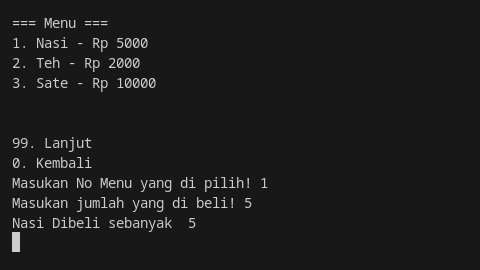 === Menu ===
1. Nasi - Rp 5000
2. Teh - Rp 2000
3. Sate - Rp 10000
99. Lanjut
0. Kembali
Masukan No Menu yang di pilih! 1
Masukan jumlah yang di beli! 5
Nasi Dibeli sebanyak  5